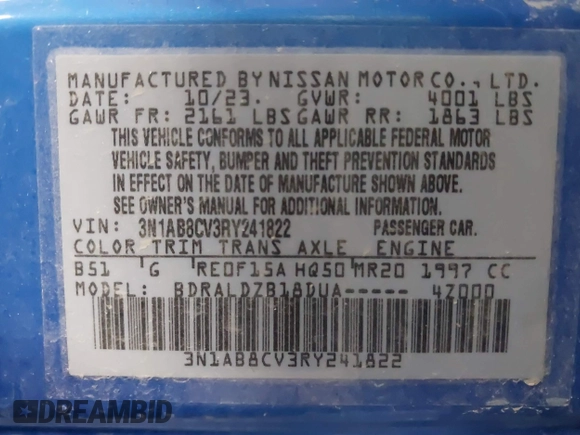 MANUFACTURED BY NISSAN MOTOR CO., LTD.
DATE: 10/23. GVWR: 4001 LBS
GAWR FR: 2161 LBS GAWR RR: 1863 LBS
THIS VEHICLE CONFORMS TO ALL APPLICABLE FEDERAL MOTOR
VEHICLE SAFETY, BUMPER AND THEFT PREVENTION STANDARDS
IN EFFECT ON THE DATE OF MANUFACTURE SHOWN ABOVE.
SEE OWNER'S MANUAL FOR ADDITIONAL INFORMATION.
VIN: 3N1AB8CV3RY241822 PASSENGER CAR.
COLOR TRIM TRANS AXLE ENGINE
B51 G RE0F15A HQ50 MR20 1997 CC
MODEL: BDRALDZB18DUA----- 4Z000
3N1AB8CV3RY241822
DREAMBID